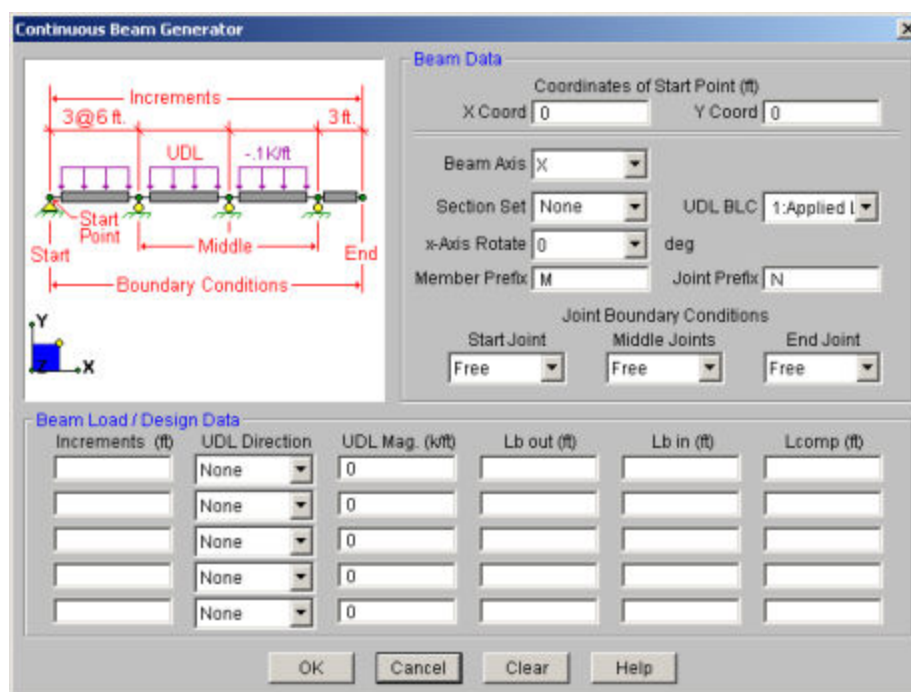 Continuous Beam Generator
Increments
3@6 ft.
3 ft.
UDL
-.1K/ft
Start Point
Start
Middle
End
Boundary Conditions
Y
Z
X
Beam Data
Coordinates of Start Point (ft)
X Coord 0 Y Coord 0
Beam Axis X
Section Set None UDL BLC 1:Applied L
x-Axis Rotate 0 deg
Member Prefix M Joint Prefix N
Joint Boundary Conditions
Start Joint Middle Joints End Joint
Free Free Free
Beam Load / Design Data
Increments (ft) UDL Direction UDL Mag. (k/ft) Lb out (ft) Lb in (ft) Lcomp (ft)
None 0
None 0
None 0
None 0
None 0
OK Cancel Clear Help